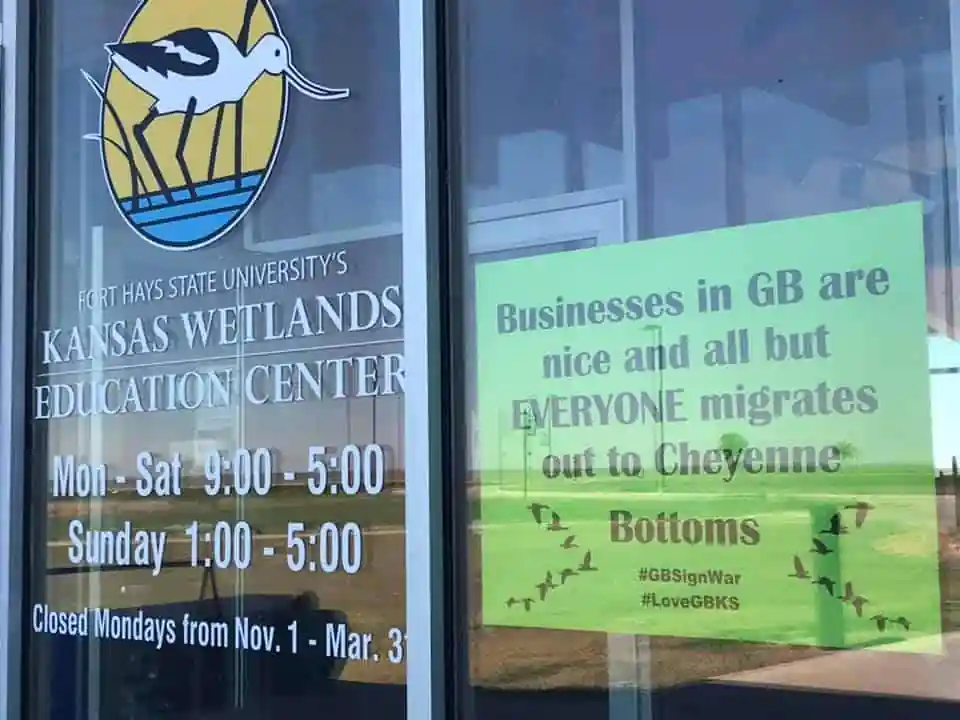 FORT HAYS STATE UNIVERSITY'S
KANSAS WETLANDS
EDUCATION CENTER
Mon - Sat 9:00 - 5:00
Sunday 1:00 - 5:00
Closed Mondays from Nov. 1 - Mar. 3
Businesses in GB are
nice and all but
EVERYONE migrates
out to Cheyenne
Bottoms
#GBSignWar
#LoveGBKS